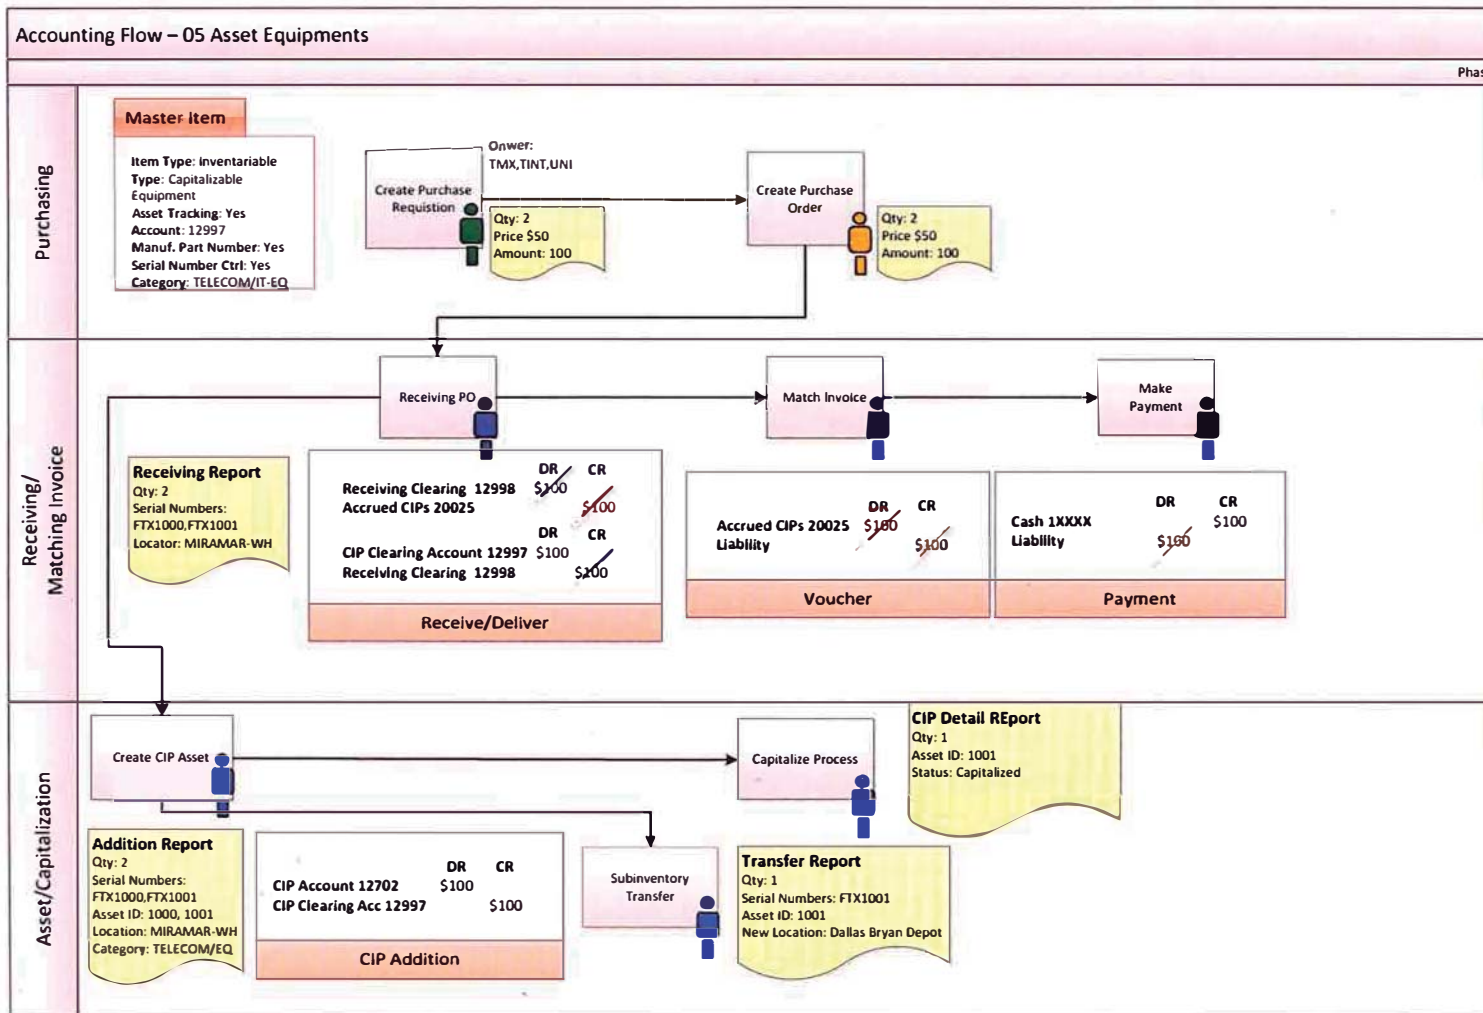 Accounting Flow – 05 Asset Equipments
Phas
Purchasing
Master Item
Item Type: Inventariable
Type: Capitalizable
Equipment
Asset Tracking: Yes
Account: 12997
Manuf. Part Number: Yes
Serial Number Ctrl: Yes
Category: TELECOM/IT-EQ
Create Purchase
Requistion
Onwer:
TMX,TINT,UNI
Qty: 2
Price $50
Amount: 100
Create Purchase
Order
Qty: 2
Price $50
Amount: 100
Receiving/
Matching Invoice
Receiving PO
Match Invoice
Make
Payment
Receiving Report
Qty: 2
Serial Numbers:
FTX1000,FTX1001
Locator: MIRAMAR-WH
DR CR
Receiving Clearing 12998 $100
Accrued CIPs 20025 $100
DR CR
CIP Clearing Account 12997 $100
Receiving Clearing 12998 $100
Receive/Deliver
DR CR
Accrued CIPs 20025 $100
Liability $100
Voucher
DR CR
Cash 1XXXX $100
Liability $100
Payment
Asset/Capitalization
Create CIP Asset
Capitalize Process
CIP Detail REport
Qty: 1
Asset ID: 1001
Status: Capitalized
Addition Report
Qty: 2
Serial Numbers:
FTX1000,FTX1001
Asset ID: 1000, 1001
Location: MIRAMAR-WH
Category: TELECOM/EQ
DR CR
CIP Account 12702 $100
CIP Clearing Acc 12997 $100
CIP Addition
Subinventory
Transfer
Transfer Report
Qty: 1
Serial Numbers: FTX1001
Asset ID: 1001
New Location: Dallas Bryan Depot